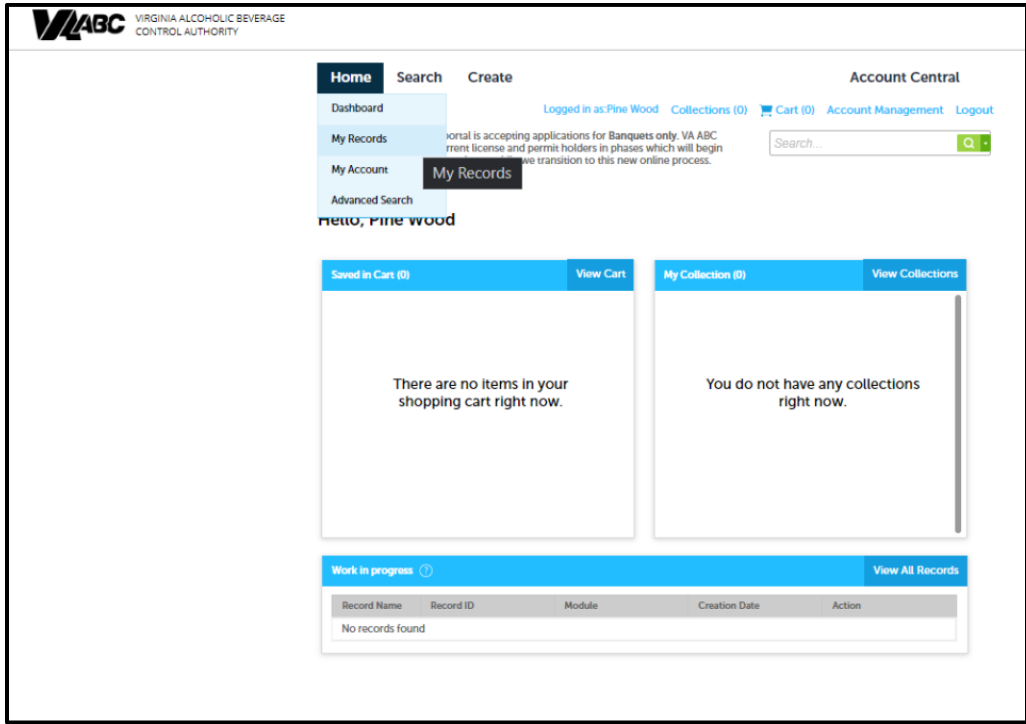 VA ABC VIRGINIA ALCOHOLIC BEVERAGE
CONTROL AUTHORITY
Home Search Create Account Central
Dashboard
Logged in as:Pine Wood Collections (0) Cart (0) Account Management Logout
My Records
portal is accepting applications for Banquets only. VA ABC
rrent license and permit holders in phases which will begin
we transition to this new online process.
Search...
My Account
My Records
Advanced Search
Hello, Pine Wood
Saved in Cart (0) View Cart
My Collection (0) View Collections
There are no items in your
shopping cart right now.
You do not have any collections
right now.
Work in progress ? View All Records
Record Name Record ID Module Creation Date Action
No records found